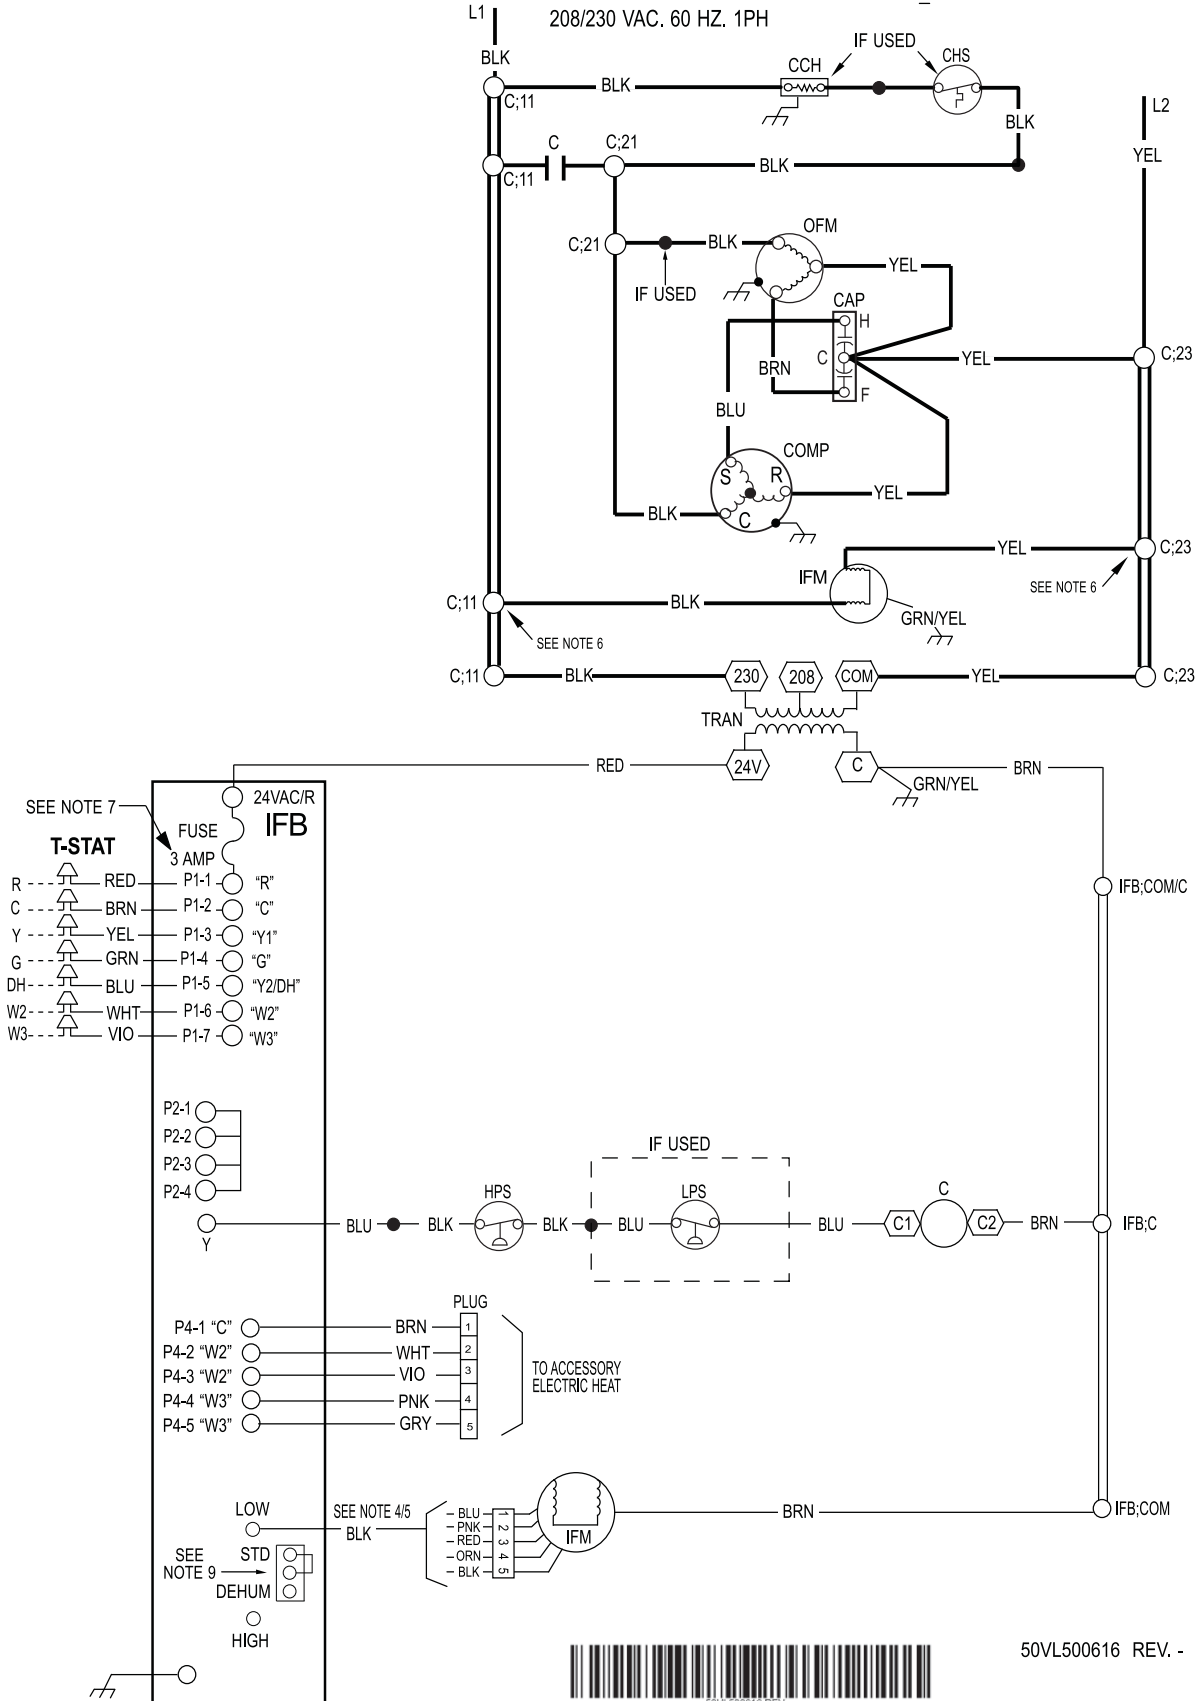 L1
208/230 VAC. 60 HZ. 1PH
IF USED
BLK
CCH
CHS
C;11
BLK
BLK
L2
C
C;21
YEL
C;11
BLK
C;21
BLK
OFM
YEL
IF USED
CAP
H
BRN
C
YEL
C;23
F
BLU
COMP
S
R
YEL
BLK
C
YEL
C;23
IFM
SEE NOTE 6
C;11
BLK
GRN/YEL
SEE NOTE 6
C;11
BLK
230
208
COM
YEL
C;23
TRAN
RED
24V
C
BRN
GRN/YEL
24VAC/R
SEE NOTE 7
FUSE
IFB
T-STAT
3 AMP
R RED P1-1 "R"
IFB;COM/C
C BRN P1-2 "C"
Y YEL P1-3 "Y1"
G GRN P1-4 "G"
DH BLU P1-5 "Y2/DH"
W2 WHT P1-6 "W2"
W3 VIO P1-7 "W3"
P2-1
P2-2
P2-3
P2-4
IF USED
HPS
LPS
C
Y
BLU
BLK
BLK
BLU
BLU
C1
C2
BRN
IFB;C
PLUG
P4-1 "C" BRN 1
P4-2 "W2" WHT 2
P4-3 "W2" VIO 3
P4-4 "W3" PNK 4
P4-5 "W3" GRY 5
TO ACCESSORY
ELECTRIC HEAT
LOW
SEE NOTE 4/5
BLK
BLU 1
PNK 2
RED 3
ORN 4
BLK 5
IFM
BRN
IFB;COM
SEE
NOTE 9
STD
DEHUM
HIGH
50VL500616 REV. -
50VL500616 REV.